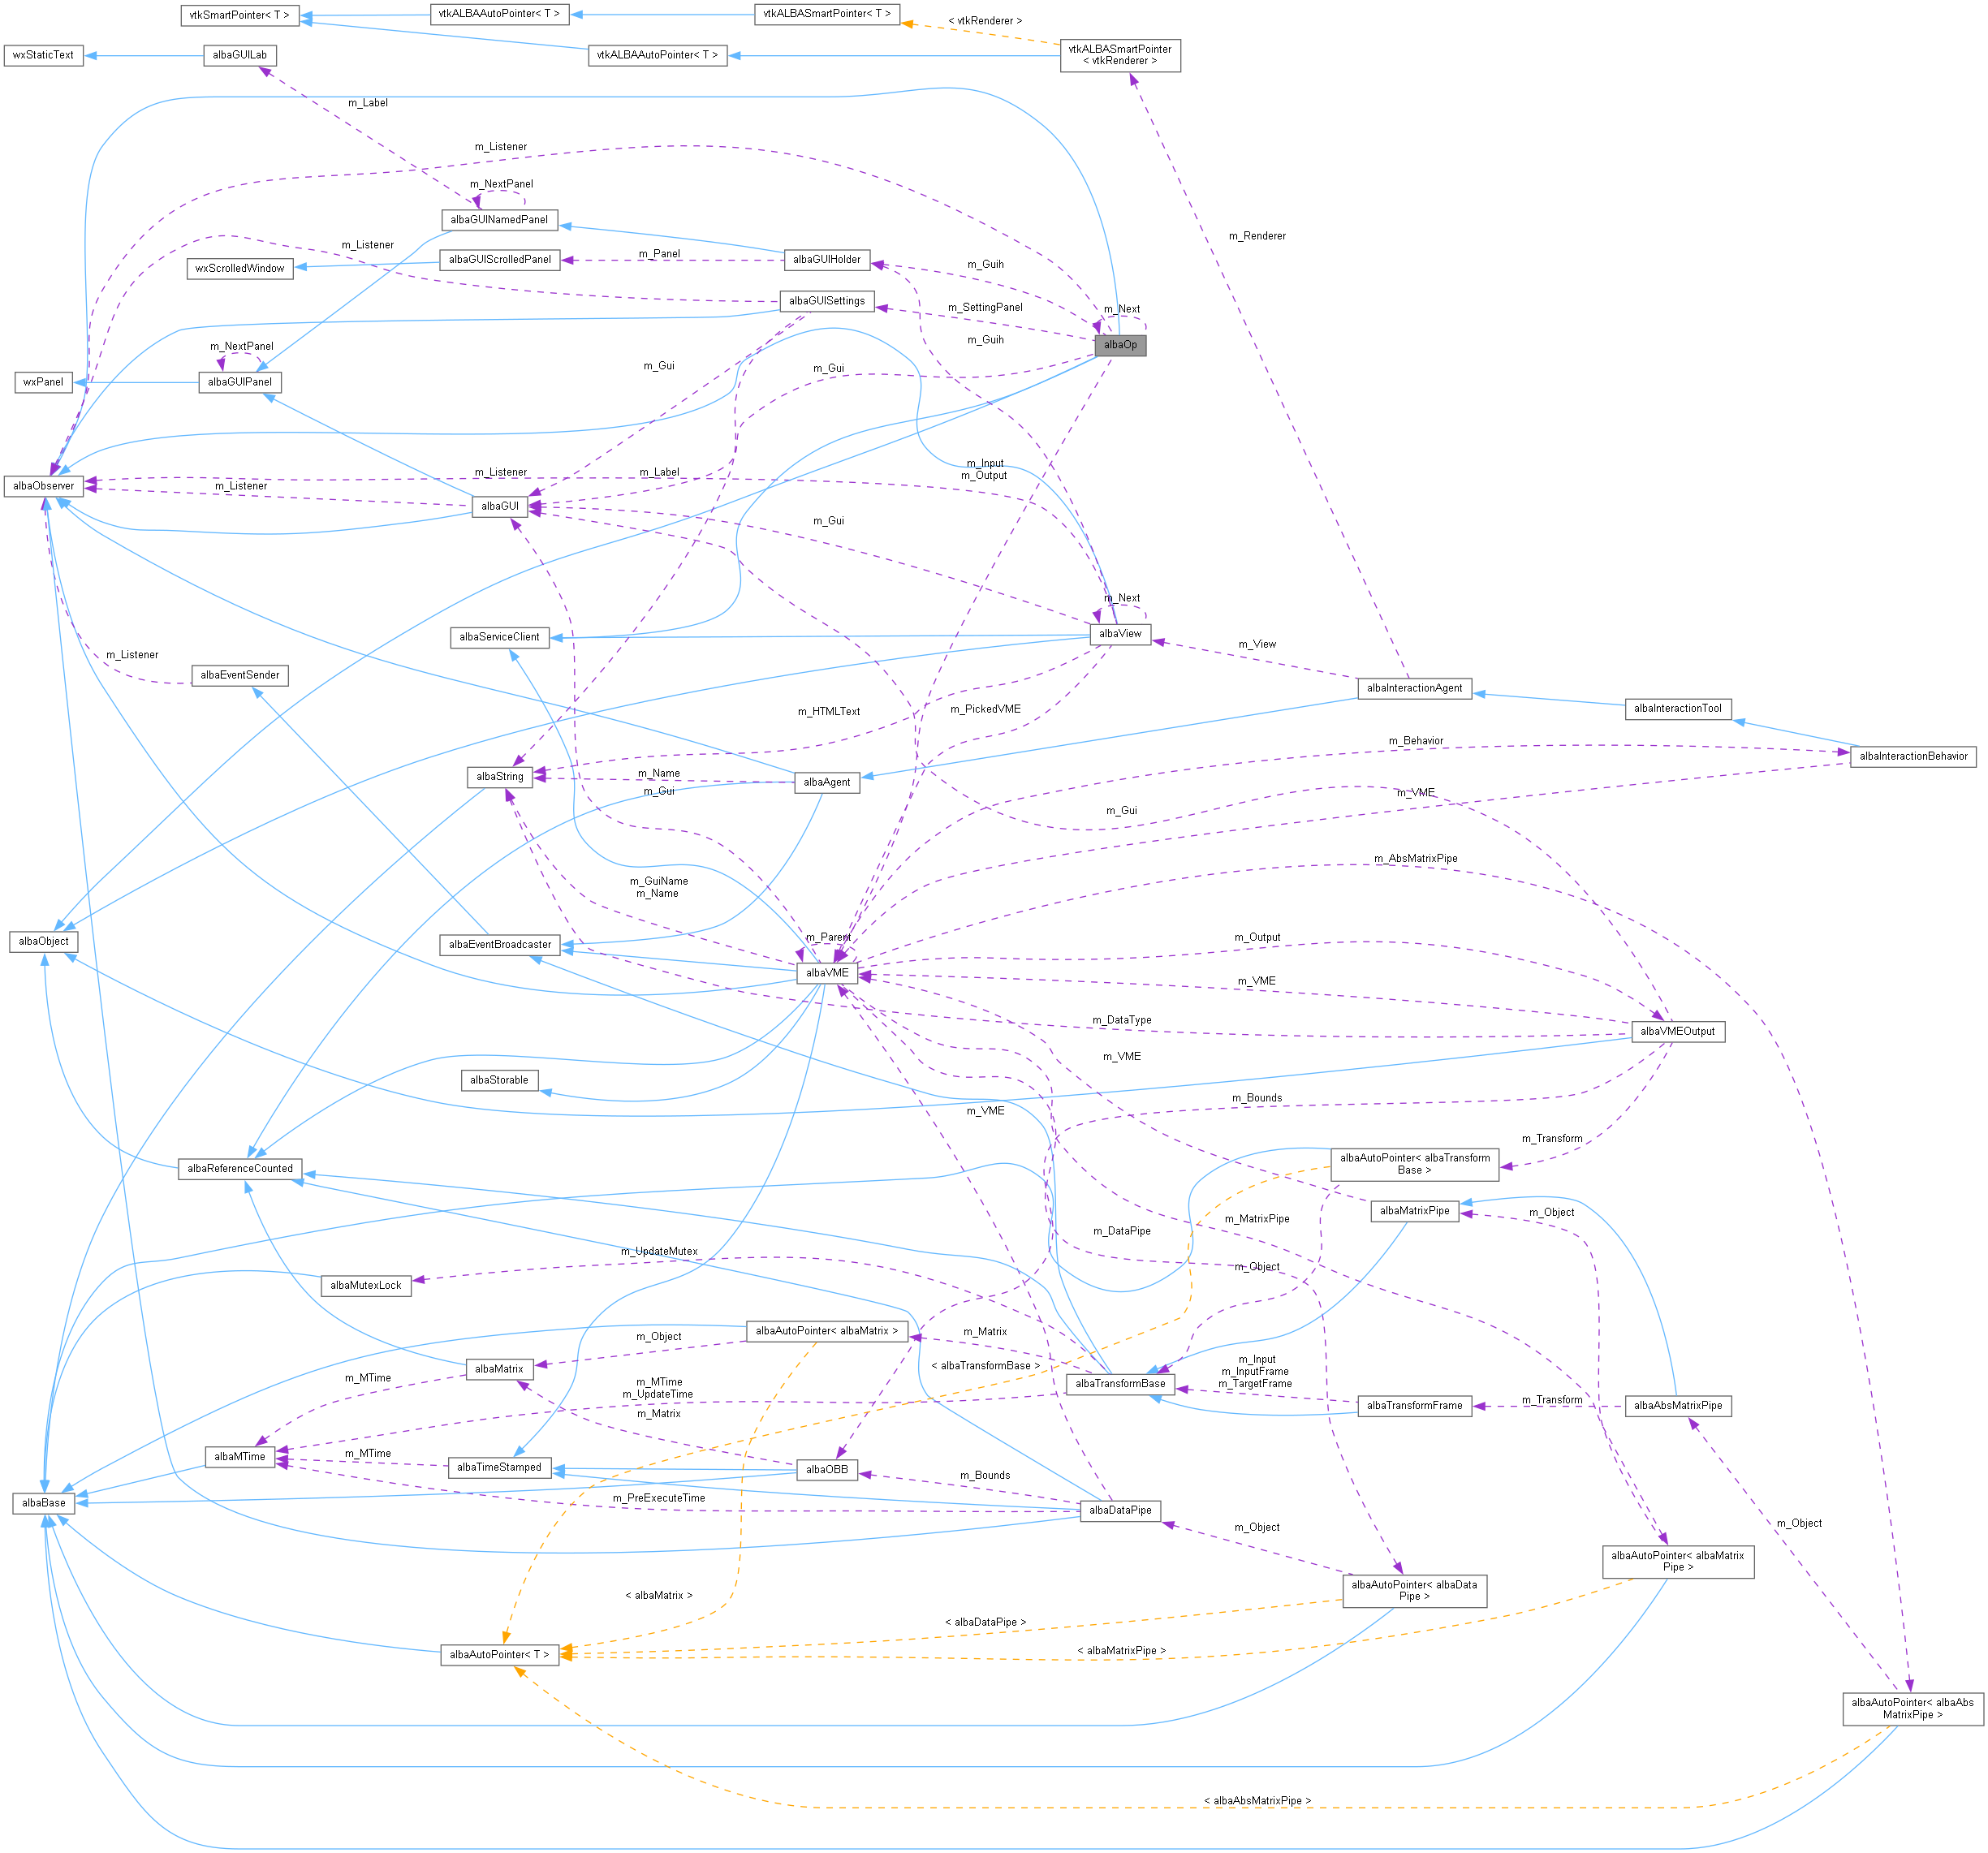 vtkSmartPointer< T >
vtkALBAAutoPointer< T >
vtkALBASmartPointer< T >
< vtkRenderer >
wxStaticText
albaGUILab
vtkALBAAutoPointer< T >
vtkALBASmartPointer
< vtkRenderer >
m_Label
m_Listener
m_NextPanel
albaGUINamedPanel
m_Listener
m_Renderer
wxScrolledWindow
albaGUIScrolledPanel
m_Panel
albaGUIHolder
m_Guih
albaGUISettings
m_SettingPanel
m_Next
m_Guih
albaOp
m_NextPanel
wxPanel
albaGUIPanel
m_Gui
m_Gui
albaObserver
m_Listener
m_Listener
m_Label
m_Input
m_Output
albaGUI
m_Gui
m_Next
albaServiceClient
albaView
m_View
m_Listener
albaEventSender
albaInteractionAgent
albaInteractionTool
m_HTMLText
m_PickedVME
m_Behavior
albaInteractionBehavior
albaString
m_Name
m_Gui
albaAgent
m_VME
m_Gui
m_AbsMatrixPipe
m_GuiName
m_Name
albaObject
albaEventBroadcaster
m_Parent
m_Output
albaVME
m_VME
m_DataType
albaVMEOutput
m_VME
albaStorable
m_VME
m_Bounds
m_Transform
albaReferenceCounted
albaAutoPointer< albaTransform
Base >
albaMatrixPipe
m_Object
m_DataPipe
m_MatrixPipe
m_UpdateMutex
m_Object
albaMutexLock
albaAutoPointer< albaMatrix >
m_Object
m_Matrix
< albaTransformBase >
albaMatrix
m_MTime
m_MTime
m_UpdateTime
m_Matrix
albaTransformBase
m_Input
m_InputFrame
m_TargetFrame
albaTransformFrame
m_Transform
albaAbsMatrixPipe
albaMTime
m_MTime
albaTimeStamped
albaOBB
m_Bounds
m_PreExecuteTime
albaBase
albaDataPipe
m_Object
m_Object
albaAutoPointer< albaMatrix
Pipe >
albaAutoPointer< albaData
Pipe >
< albaMatrix >
< albaDataPipe >
< albaMatrixPipe >
albaAutoPointer< T >
albaAutoPointer< albaAbs
MatrixPipe >
< albaAbsMatrixPipe >